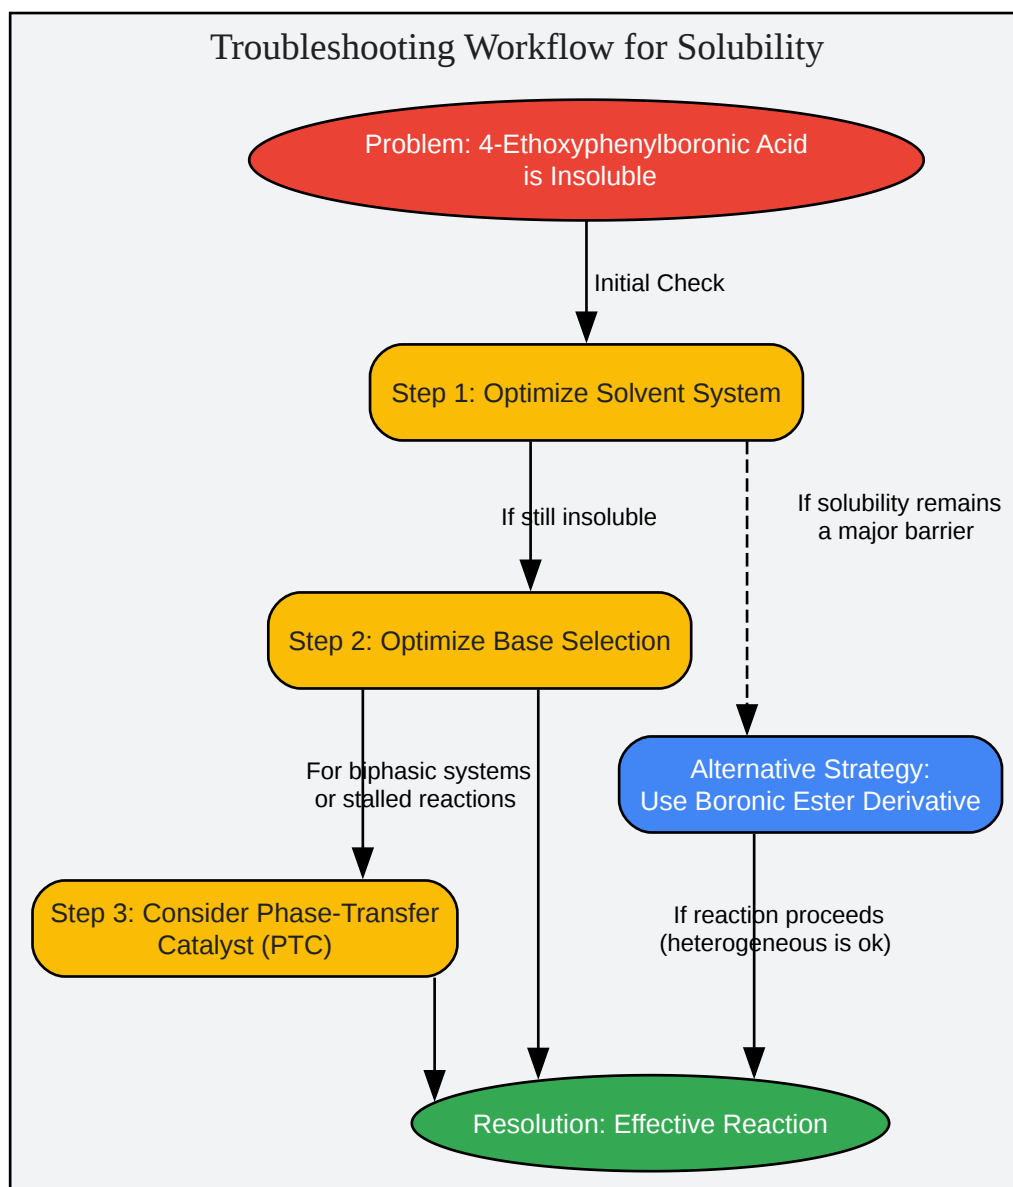 Troubleshooting Workflow for Solubility
Problem: 4-Ethoxyphenylboronic Acid
is Insoluble
Initial Check
Step 1: Optimize Solvent System
If still insoluble
If solubility remains
a major barrier
Step 2: Optimize Base Selection
For biphasic systems
or stalled reactions
Alternative Strategy:
Use Boronic Ester Derivative
Step 3: Consider Phase-Transfer
Catalyst (PTC)
If reaction proceeds
(heterogeneous is ok)
Resolution: Effective Reaction